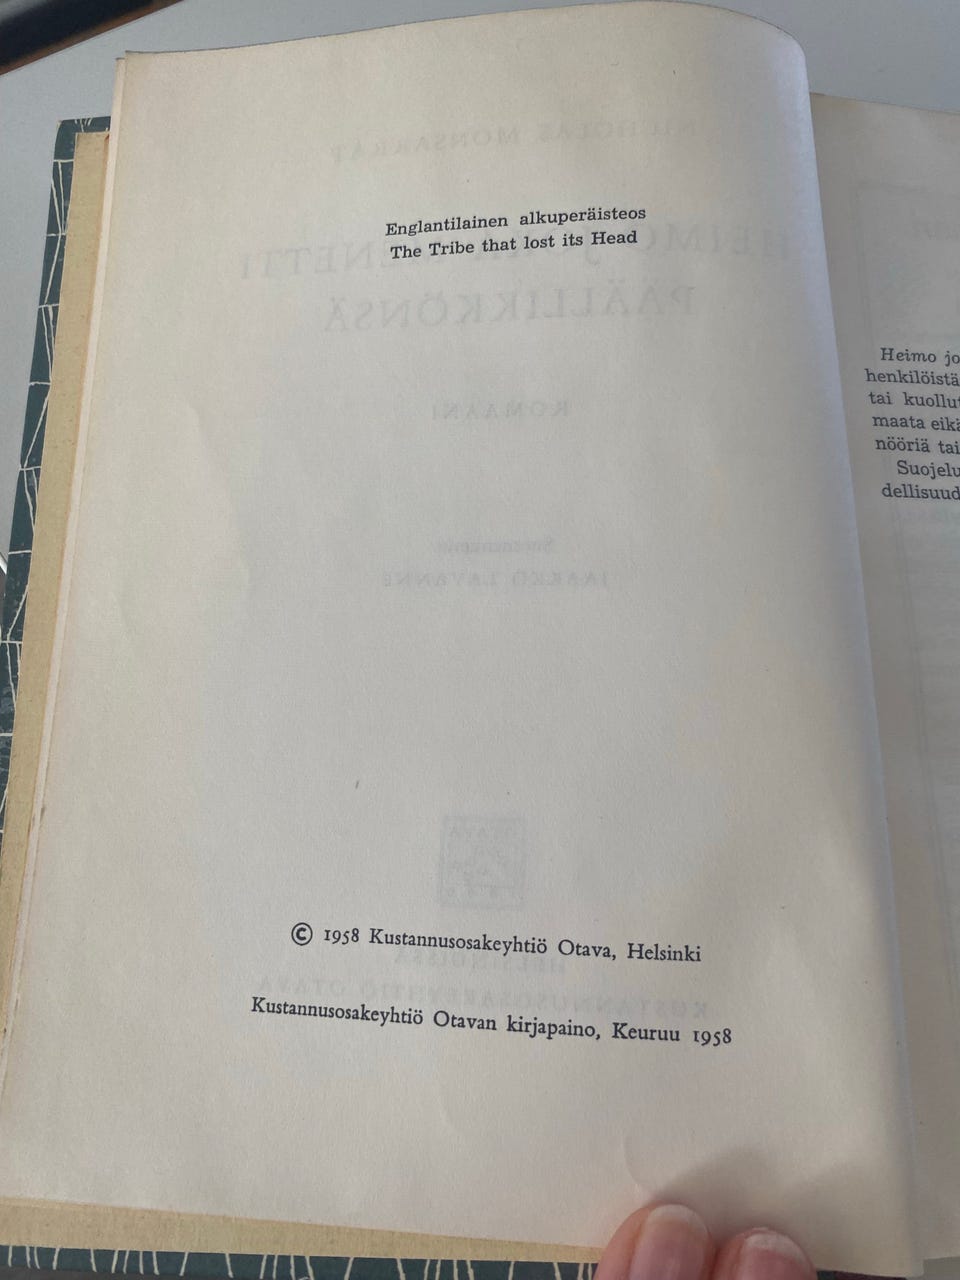 Englantilainen alkuperäisteos
The Tribe that lost its Head
© 1958 Kustannusosakeyhtiö Otava, Helsinki
Kustannusosakeyhtiö Otavan kirjapaino, Keuruu 1958
Heimo jo
henkilöistä
tai kuollut
maata eikä
nööriä tai
Suojelu
dellisuud